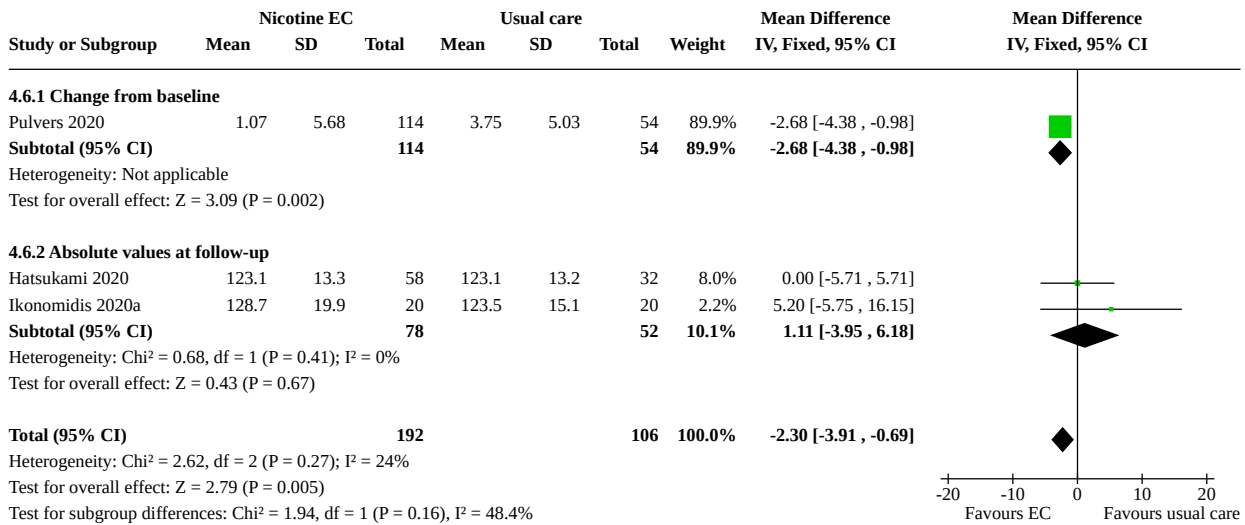 Nicotine EC Usual care Mean Difference Mean Difference
Study or Subgroup Mean SD Total Mean SD Total Weight IV, Fixed, 95% CI IV, Fixed, 95% CI
4.6.1 Change from baseline
Pulvers 2020 1.07 5.68 114 3.75 5.03 54 89.9% -2.68 [-4.38 , -0.98]
Subtotal (95% CI) 114 54 89.9% -2.68 [-4.38 , -0.98]
Heterogeneity: Not applicable
Test for overall effect: Z = 3.09 (P = 0.002)
4.6.2 Absolute values at follow-up
Hatsukami 2020 123.1 13.3 58 123.1 13.2 32 8.0% 0.00 [-5.71 , 5.71]
Ikonomidis 2020a 128.7 19.9 20 123.5 15.1 20 2.2% 5.20 [-5.75 , 16.15]
Subtotal (95% CI) 78 52 10.1% 1.11 [-3.95 , 6.18]
Heterogeneity: Chi² = 0.68, df = 1 (P = 0.41); I² = 0%
Test for overall effect: Z = 0.43 (P = 0.67)
Total (95% CI) 192 106 100.0% -2.30 [-3.91 , -0.69]
Heterogeneity: Chi² = 2.62, df = 2 (P = 0.27); I² = 24%
Test for overall effect: Z = 2.79 (P = 0.005)
-20 -10 0 10 20
Test for subgroup differences: Chi² = 1.94, df = 1 (P = 0.16), I² = 48.4%
Favours EC Favours usual care